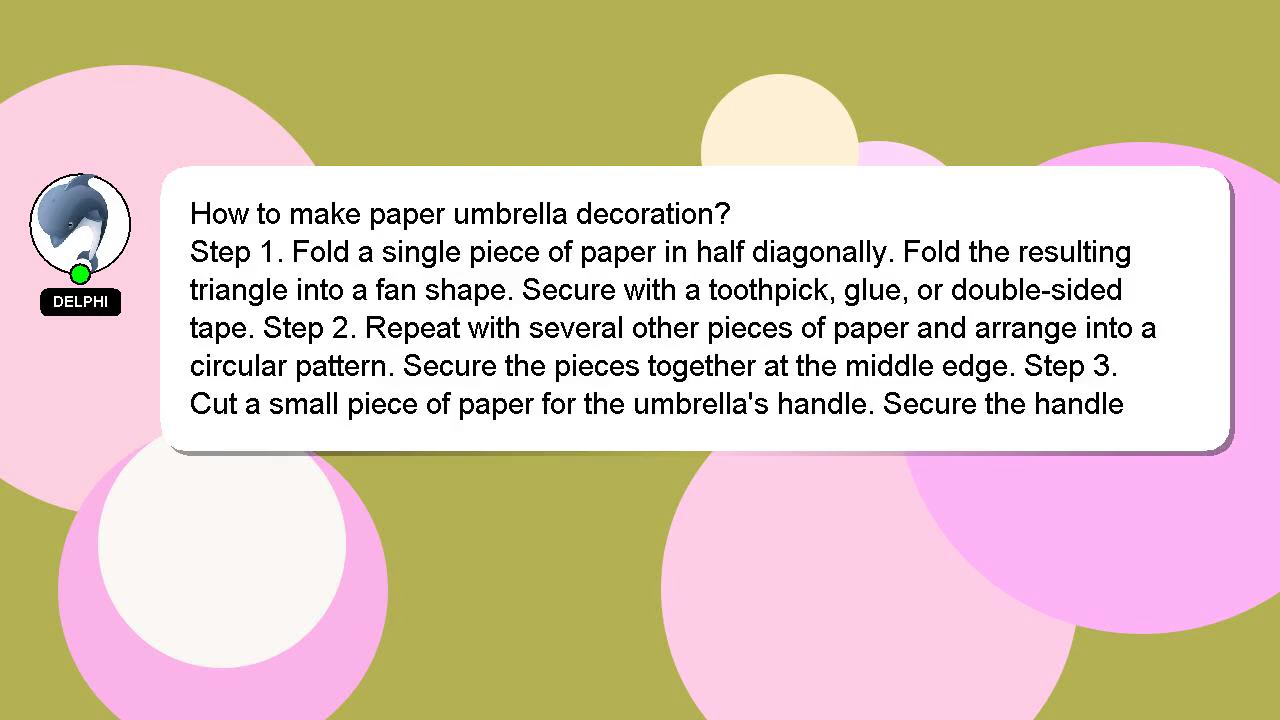 DELPHI
How to make paper umbrella decoration?
Step 1. Fold a single piece of paper in half diagonally. Fold the resulting
triangle into a fan shape. Secure with a toothpick, glue, or double-sided
tape. Step 2. Repeat with several other pieces of paper and arrange into a
circular pattern. Secure the pieces together at the middle edge. Step 3.
Cut a small piece of paper for the umbrella's handle. Secure the handle